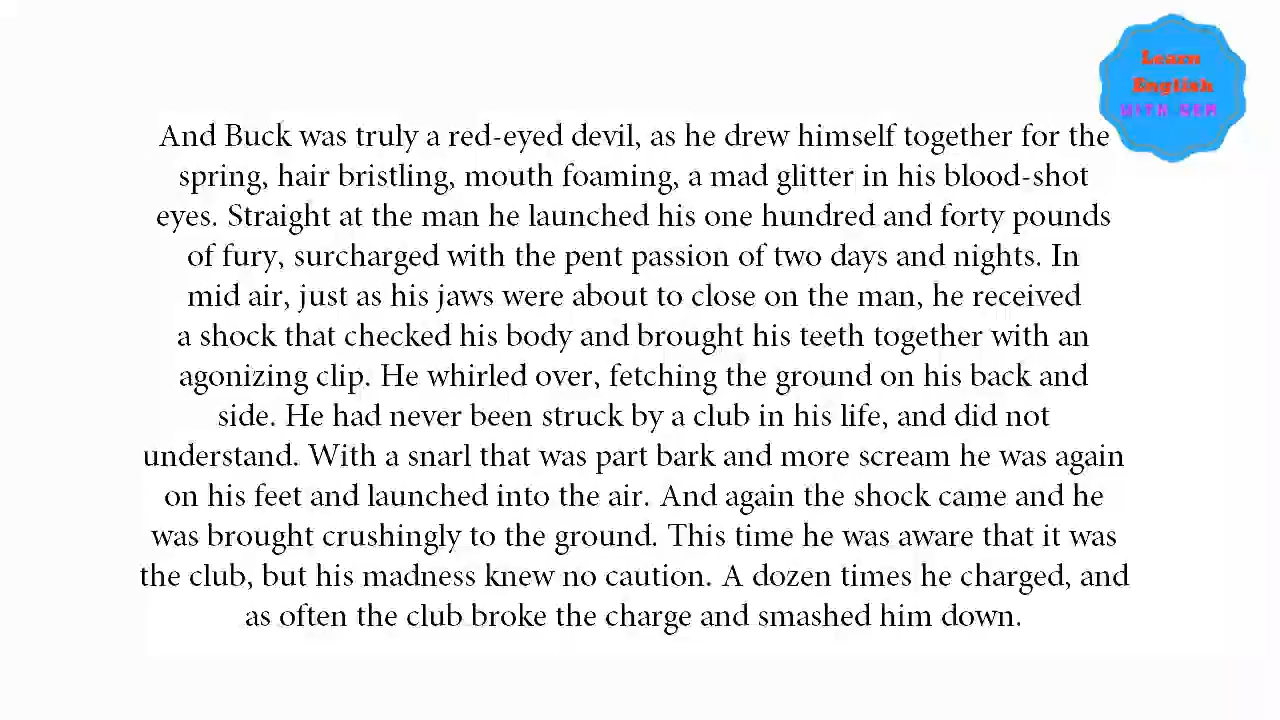 Learn
English
WITH SER
And Buck was truly a red-eyed devil, as he drew himself together for the
spring, hair bristling, mouth foaming, a mad glitter in his blood-shot
eyes. Straight at the man he launched his one hundred and forty pounds
of fury, surcharged with the pent passion of two days and nights. In
mid air, just as his jaws were about to close on the man, he received
a shock that checked his body and brought his teeth together with an
agonizing clip. He whirled over, fetching the ground on his back and
side. He had never been struck by a club in his life, and did not
understand. With a snarl that was part bark and more scream he was again
on his feet and launched into the air. And again the shock came and he
was brought crushingly to the ground. This time he was aware that it was
the club, but his madness knew no caution. A dozen times he charged, and
as often the club broke the charge and smashed him down.